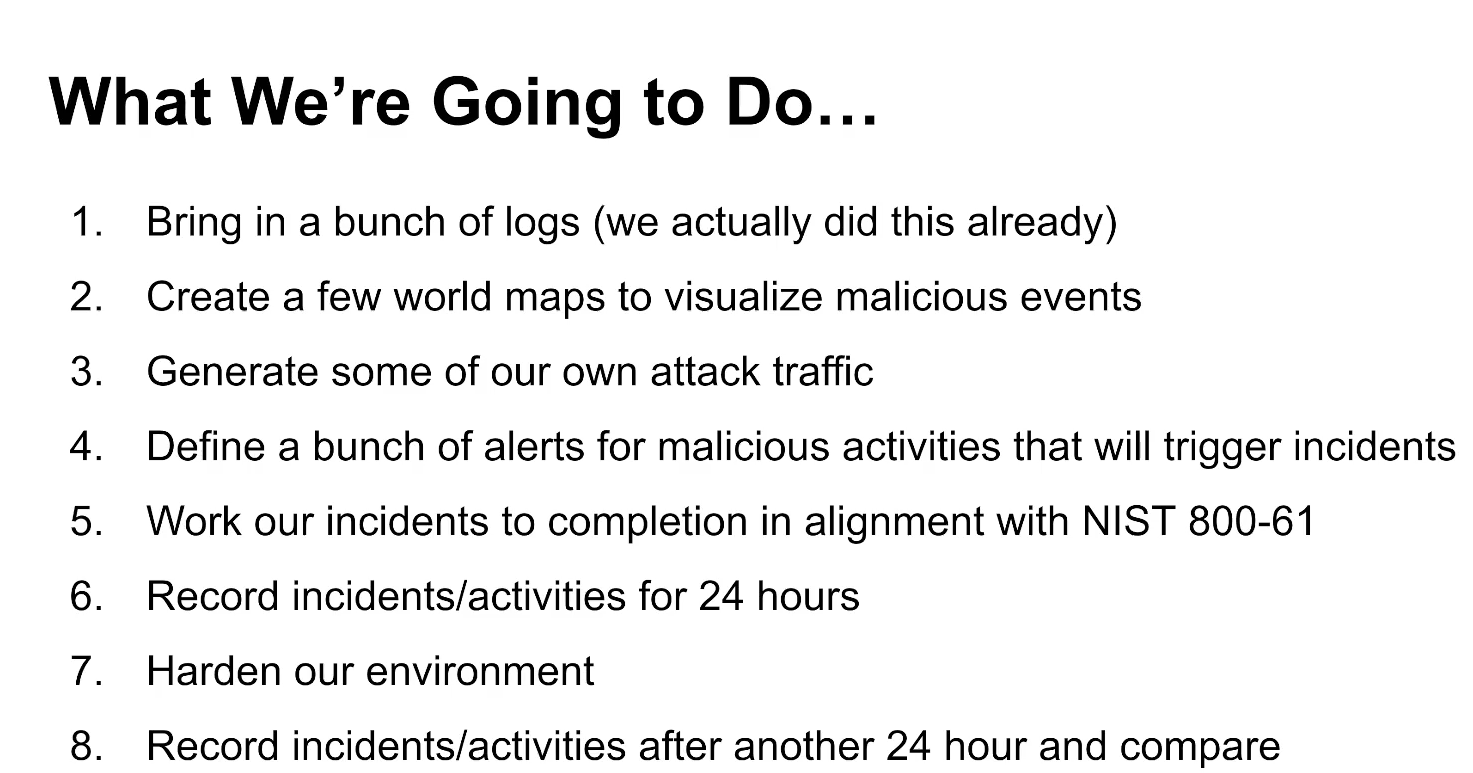 What We’re Going to Do…
1. Bring in a bunch of logs (we actually did this already)
2. Create a few world maps to visualize malicious events
3. Generate some of our own attack traffic
4. Define a bunch of alerts for malicious activities that will trigger incidents
5. Work our incidents to completion in alignment with NIST 800-61
6. Record incidents/activities for 24 hours
7. Harden our environment
8. Record incidents/activities after another 24 hour and compare